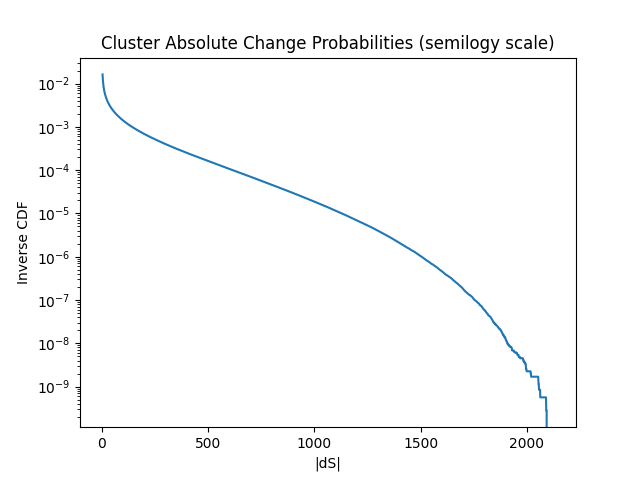 Cluster Absolute Change Probabilities (semilogy scale)
Inverse CDF
10⁻²
10⁻³
10⁻⁴
10⁻⁵
10⁻⁶
10⁻⁷
10⁻⁸
10⁻⁹
0 500 1000 1500 2000
|dS|